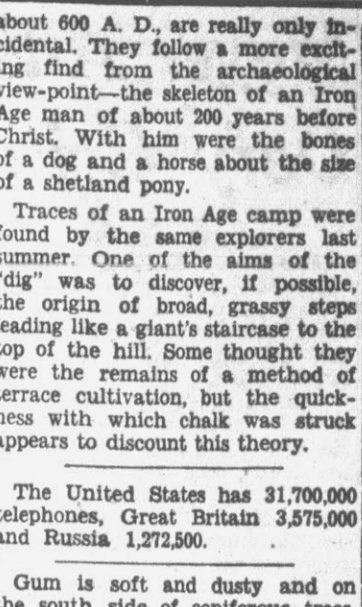 about 600 A. D., are really only in-
cidental. They follow a more excit-
ing find from the archaeological
view-point—the skeleton of an Iron
Age man of about 200 years before
Christ. With him were the bones
of a dog and a horse about the size
of a shetland pony.
Traces of an Iron Age camp were
found by the same explorers last
summer. One of the aims of the
"dig" was to discover, if possible,
the origin of broad, grassy steps
leading like a giant's staircase to the
top of the hill. Some thought they
were the remains of a method of
terrace cultivation, but the quick-
ness with which chalk was struck
appears to discount this theory.
The United States has 31,700,000
telephones, Great Britain 3,575,000
and Russia 1,272,500.
Gum is soft and dusty and on
the south side of coniferous trees